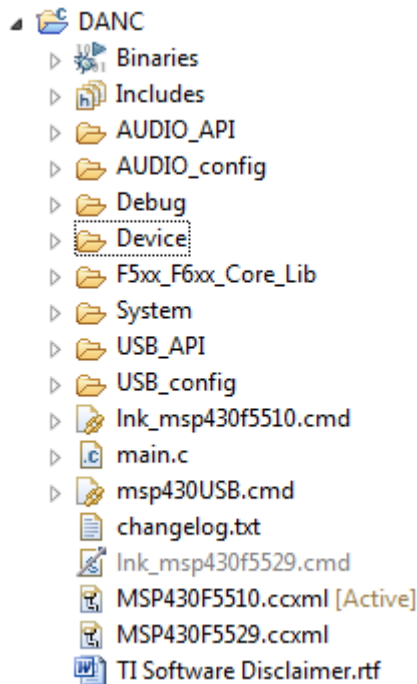 DANC
Binaries
Includes
AUDIO_API
AUDIO_config
Debug
Device
F5xx_F6xx_Core_Lib
System
USB_API
USB_config
lnk_msp430f5510.cmd
main.c
msp430USB.cmd
changelog.txt
lnk_msp430f5529.cmd
MSP430F5510.ccxml [Active]
MSP430F5529.ccxml
TI Software Disclaimer.rtf